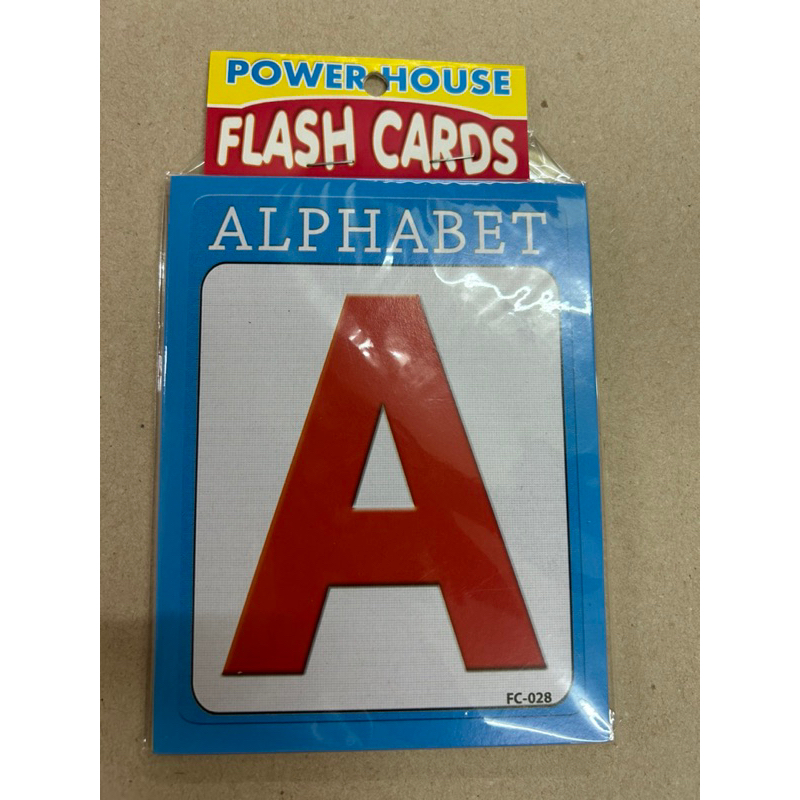 POWER HOUSE
FLASH CARDS
ALPHABET
A
FC-028